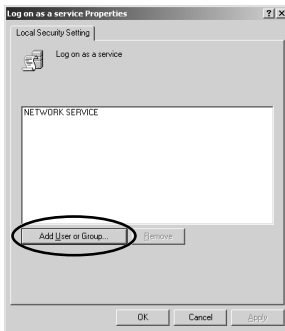 Log on as a service Properties
? X
Local Security Setting
Log on as a service
NETWORK SERVICE
Add User or Group...
Remove
OK
Cancel
Apply